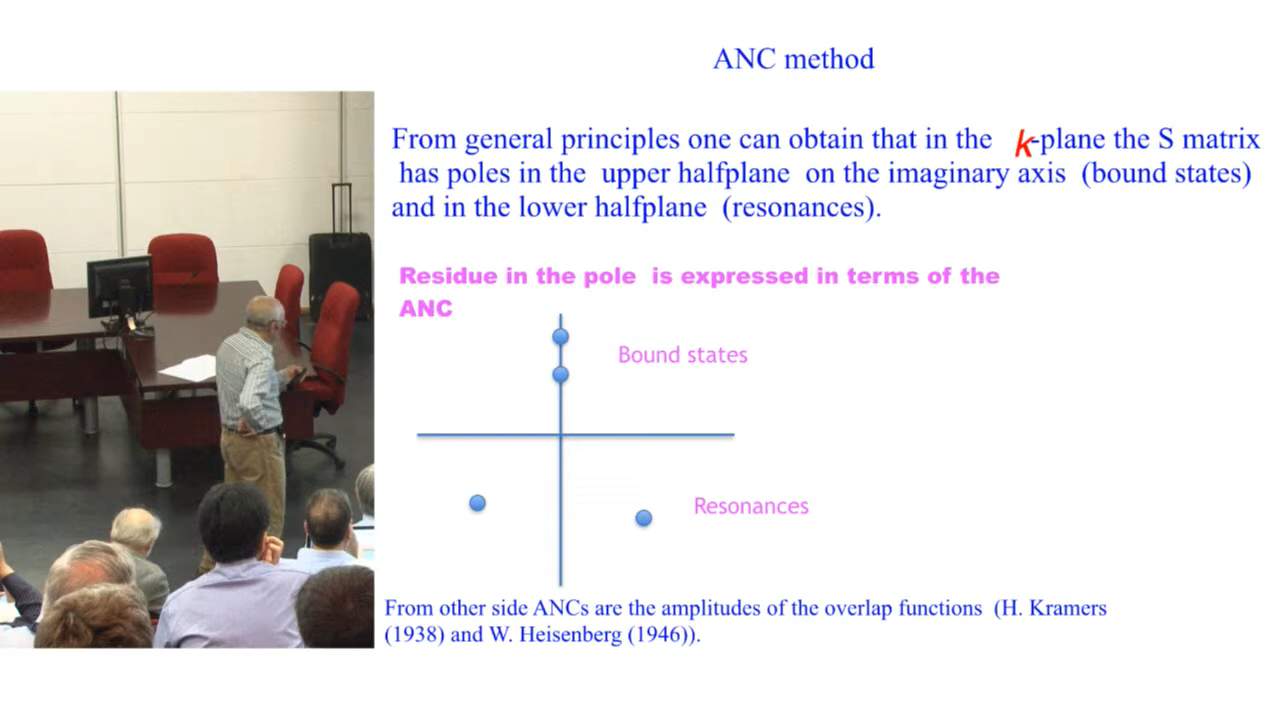 ANC method
From general principles one can obtain that in the k-plane the S matrix
has poles in the upper halfplane on the imaginary axis (bound states)
and in the lower halfplane (resonances).
Residue in the pole is expressed in terms of the
ANC
Bound states
Resonances
From other side ANCs are the amplitudes of the overlap functions (H. Kramers
(1938) and W. Heisenberg (1946)).